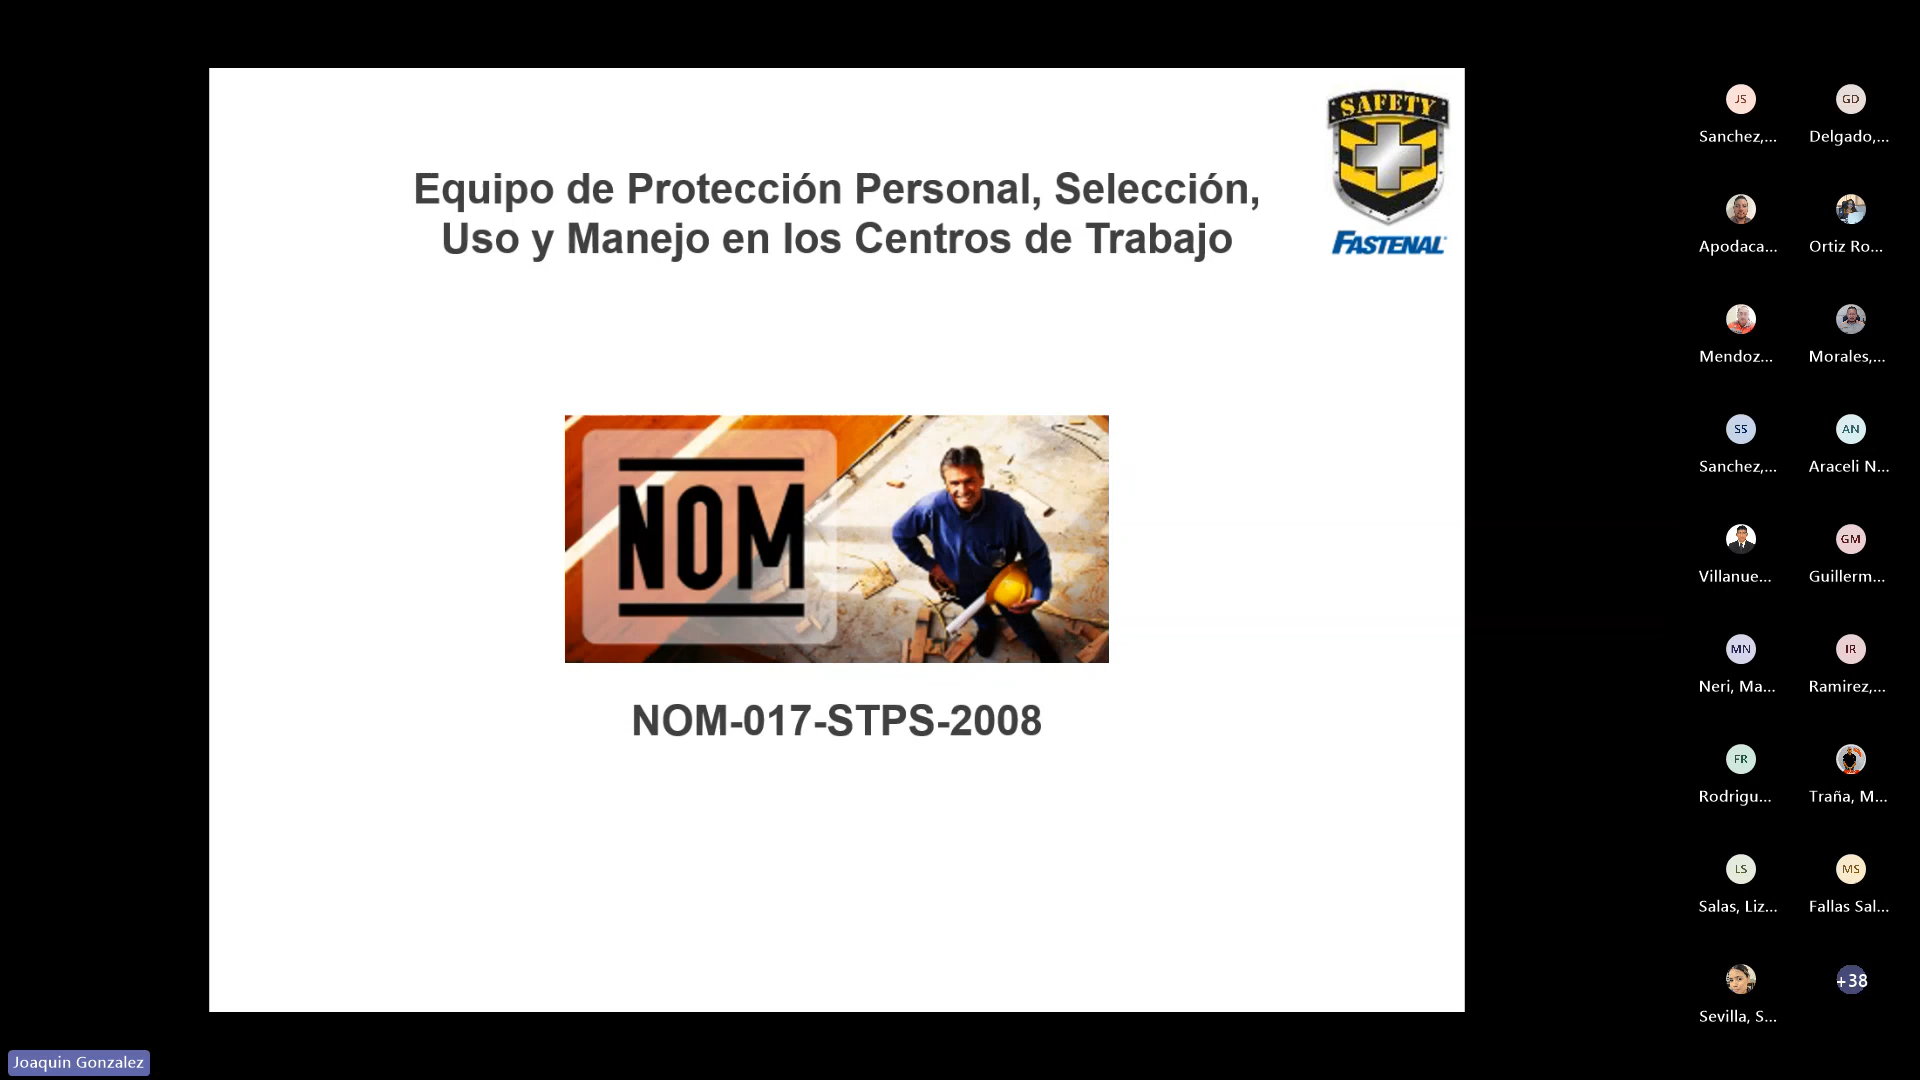 SAFETY
FASTENAL
Equipo de Protección Personal, Selección,
Uso y Manejo en los Centros de Trabajo
NOM
NOM-017-STPS-2008
JS
GD
Sanchez,...
Delgado,...
Apodaca...
Ortiz Ro...
Mendoz...
Morales,...
SS
AN
Sanchez,...
Araceli N...
GM
Villanue...
Guillerm...
MN
IR
Neri, Ma...
Ramirez,...
FR
Rodrigu...
Traña, M...
LS
MS
Salas, Liz...
Fallas Sal...
+38
Sevilla, S...
Joaquin Gonzalez